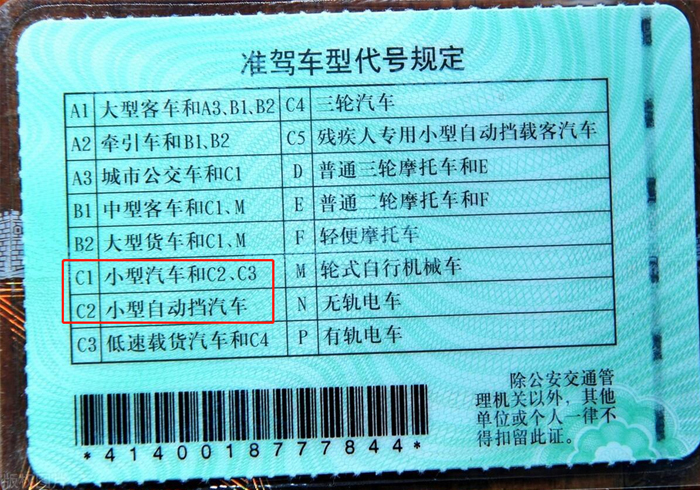 准驾车型代号规定
A1 大型客车和A3、B1、B2 C4 三轮汽车
A2 牵引车和B1、B2 C5 残疾人专用小型自动挡载客汽车
A3 城市公交车和C1 D 普通三轮摩托车和E
B1 中型客车和C1、M E 普通二轮摩托车和F
B2 大型货车和C1、M F 轻便摩托车
C1 小型汽车和C2、C3 M 轮式自行机械车
C2 小型自动挡汽车 N 无轨电车
C3 低速载货汽车和C4 P 有轨电车
除公安交通管
理机关以外，其他
单位或个人一律不
得扣留此证。
*4140018777844*